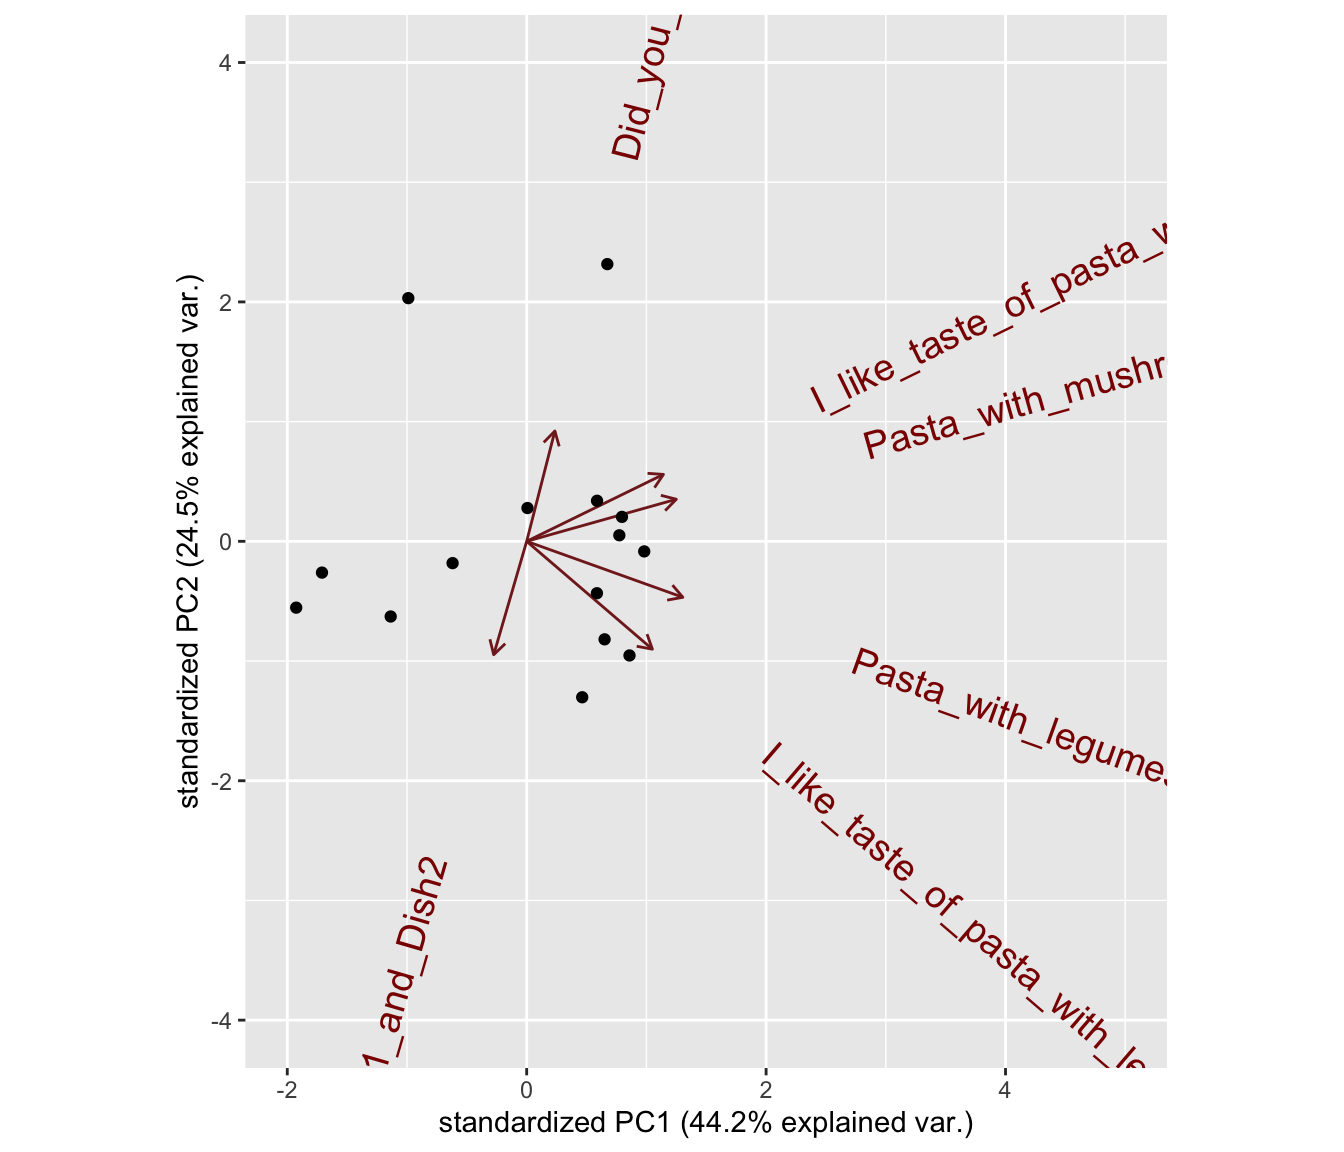 Did_you_
4
I_like_taste_of_pasta_w
2
Pasta_with_mushr
0
Pasta_with_legumes
-2
I_like_taste_of_pasta_with_le
1_and_Dish2
-4
-2 0 2 4
standardized PC1 (44.2% explained var.)
standardized PC2 (24.5% explained var.)